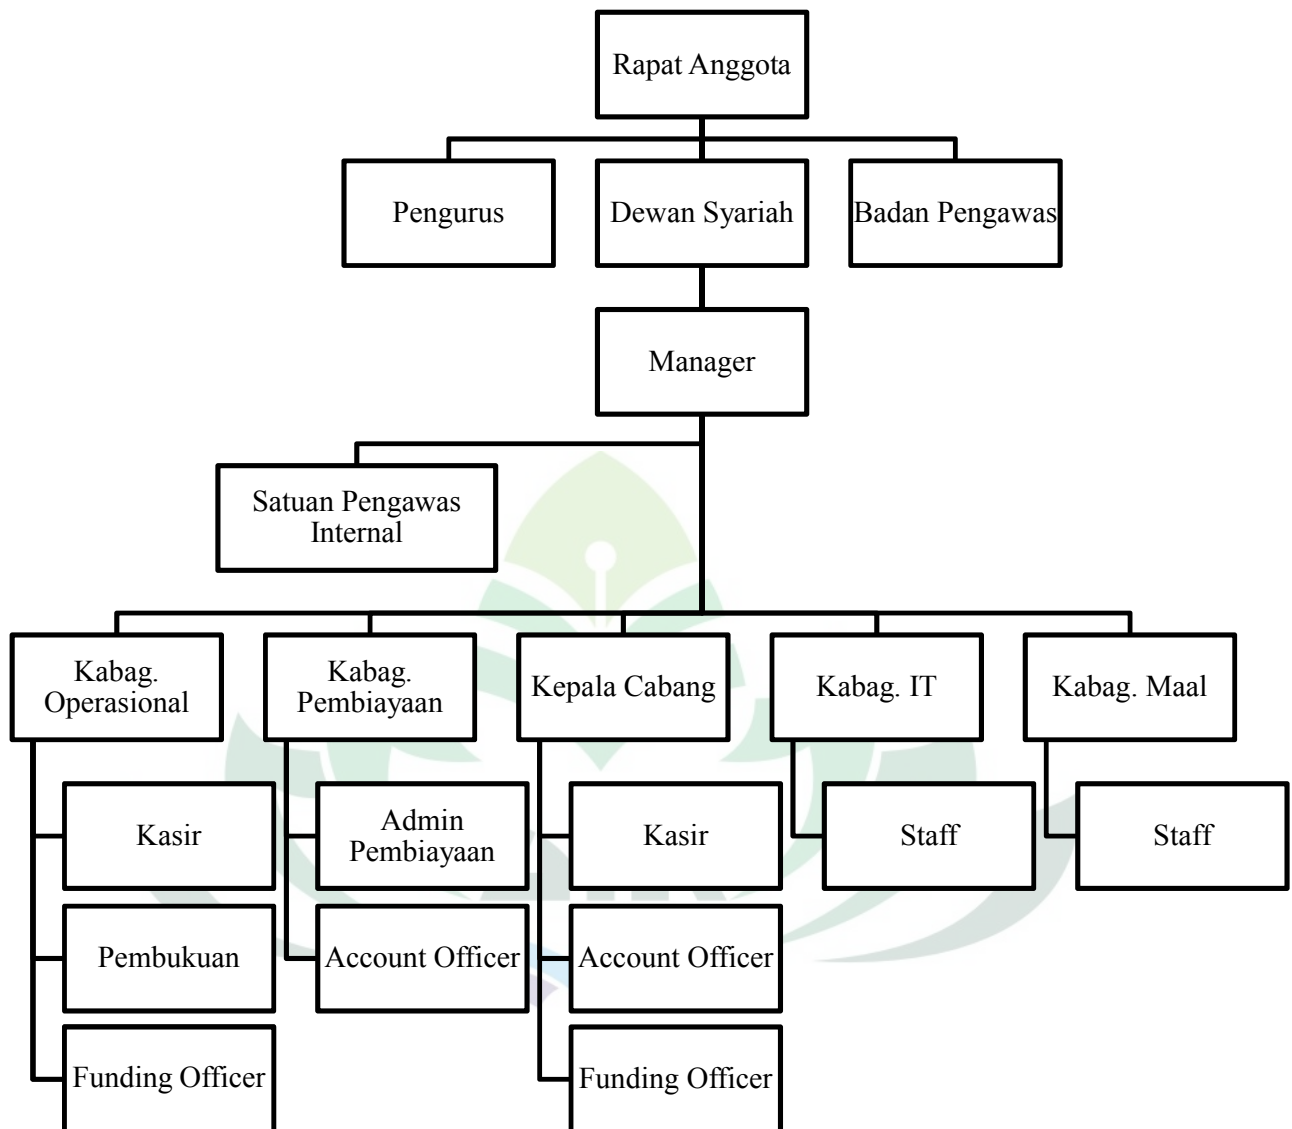 Rapat Anggota
Pengurus
Dewan Syariah
Badan Pengawas
Manager
Satuan Pengawas
Internal
Kabag.
Operasional
Kabag.
Pembiayaan
Kepala Cabang
Kabag. IT
Kabag. Maal
Kasir
Admin
Pembiayaan
Kasir
Staff
Staff
Pembukuan
Account Officer
Account Officer
Funding Officer
Funding Officer